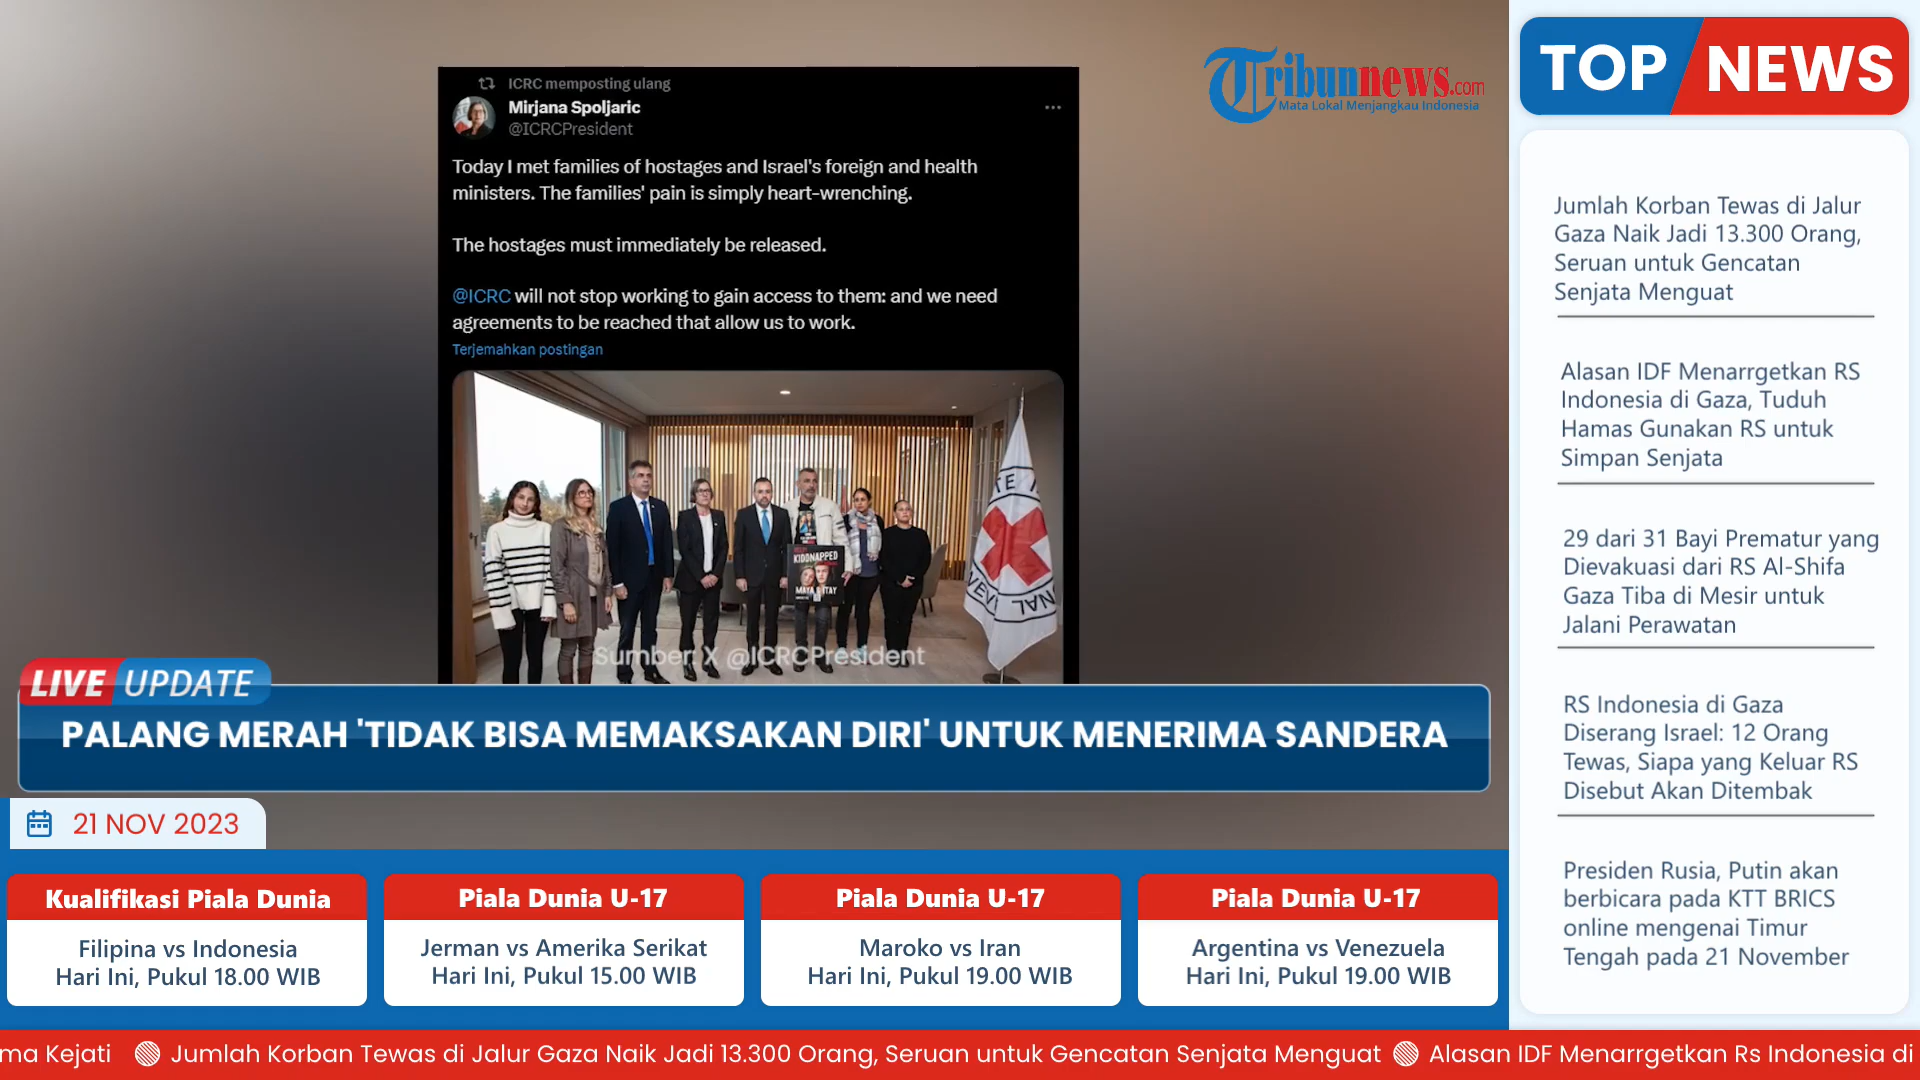 ICRC memposting ulang
Mirjana Spoljaric
@ICRCPresident
Today I met families of hostages and Israel's foreign and health
ministers. The families' pain is simply heart-wrenching.
The hostages must immediately be released.
@ICRC will not stop working to gain access to them: and we need
agreements to be reached that allow us to work.
Terjemahkan postingan
KIDDNAPPED
MAYA & ITAY
Sumber: X @ICRCPresident
Tribunnews.com
Mata Lokal Menjangkau Indonesia
LIVE UPDATE
PALANG MERAH 'TIDAK BISA MEMAKSAKAN DIRI' UNTUK MENERIMA SANDERA
21 NOV 2023
Kualifikasi Piala Dunia
Filipina vs Indonesia
Hari Ini, Pukul 18.00 WIB
Piala Dunia U-17
Jerman vs Amerika Serikat
Hari Ini, Pukul 15.00 WIB
Piala Dunia U-17
Maroko vs Iran
Hari Ini, Pukul 19.00 WIB
Piala Dunia U-17
Argentina vs Venezuela
Hari Ini, Pukul 19.00 WIB
TOP NEWS
Jumlah Korban Tewas di Jalur
Gaza Naik Jadi 13.300 Orang,
Seruan untuk Gencatan
Senjata Menguat
Alasan IDF Menarrgetkan RS
Indonesia di Gaza, Tuduh
Hamas Gunakan RS untuk
Simpan Senjata
29 dari 31 Bayi Prematur yang
Dievakuasi dari RS Al-Shifa
Gaza Tiba di Mesir untuk
Jalani Perawatan
RS Indonesia di Gaza
Diserang Israel: 12 Orang
Tewas, Siapa yang Keluar RS
Disebut Akan Ditembak
Presiden Rusia, Putin akan
berbicara pada KTT BRICS
online mengenai Timur
Tengah pada 21 November
ma Kejati Jumlah Korban Tewas di Jalur Gaza Naik Jadi 13.300 Orang, Seruan untuk Gencatan Senjata Menguat Alasan IDF Menarrgetkan Rs Indonesia di